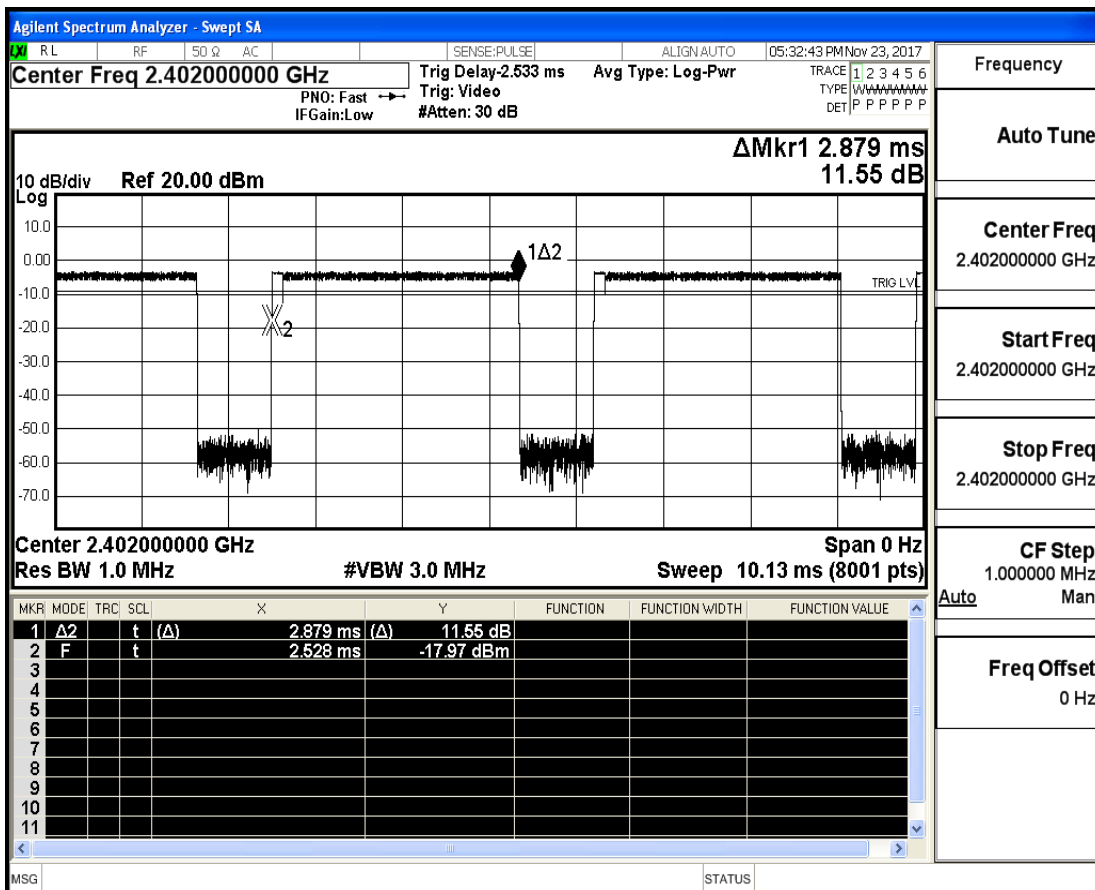 Agilent Spectrum Analyzer - Swept SA
LXI RL RF 50 Ω AC SENSE:PULSE ALIGN AUTO 05:32:43 PM Nov 23, 2017
Center Freq 2.402000000 GHz
PNO: Fast
IFGain:Low
Trig Delay-2.533 ms
Trig: Video
#Atten: 30 dB
Avg Type: Log-Pwr
TRACE 1 2 3 4 5 6
TYPE
DET P P P P P P
ΔMkr1 2.879 ms
11.55 dB
10 dB/div Ref 20.00 dBm
Log
10.0
0.00
-10.0
-20.0
-30.0
-40.0
-50.0
-60.0
-70.0
1Δ2
2
TRIG LVL
Center 2.402000000 GHz Span 0 Hz
Res BW 1.0 MHz #VBW 3.0 MHz Sweep 10.13 ms (8001 pts)
MKR MODE TRC SCL X Y FUNCTION FUNCTION WIDTH FUNCTION VALUE
1 Δ2 t (Δ) 2.879 ms (Δ) 11.55 dB
2 F t 2.528 ms -17.97 dBm
3
4
5
6
7
8
9
10
11
MSG STATUS
Frequency
Auto Tune
Center Freq
2.402000000 GHz
Start Freq
2.402000000 GHz
Stop Freq
2.402000000 GHz
CF Step
1.000000 MHz
Auto Man
Freq Offset
0 Hz